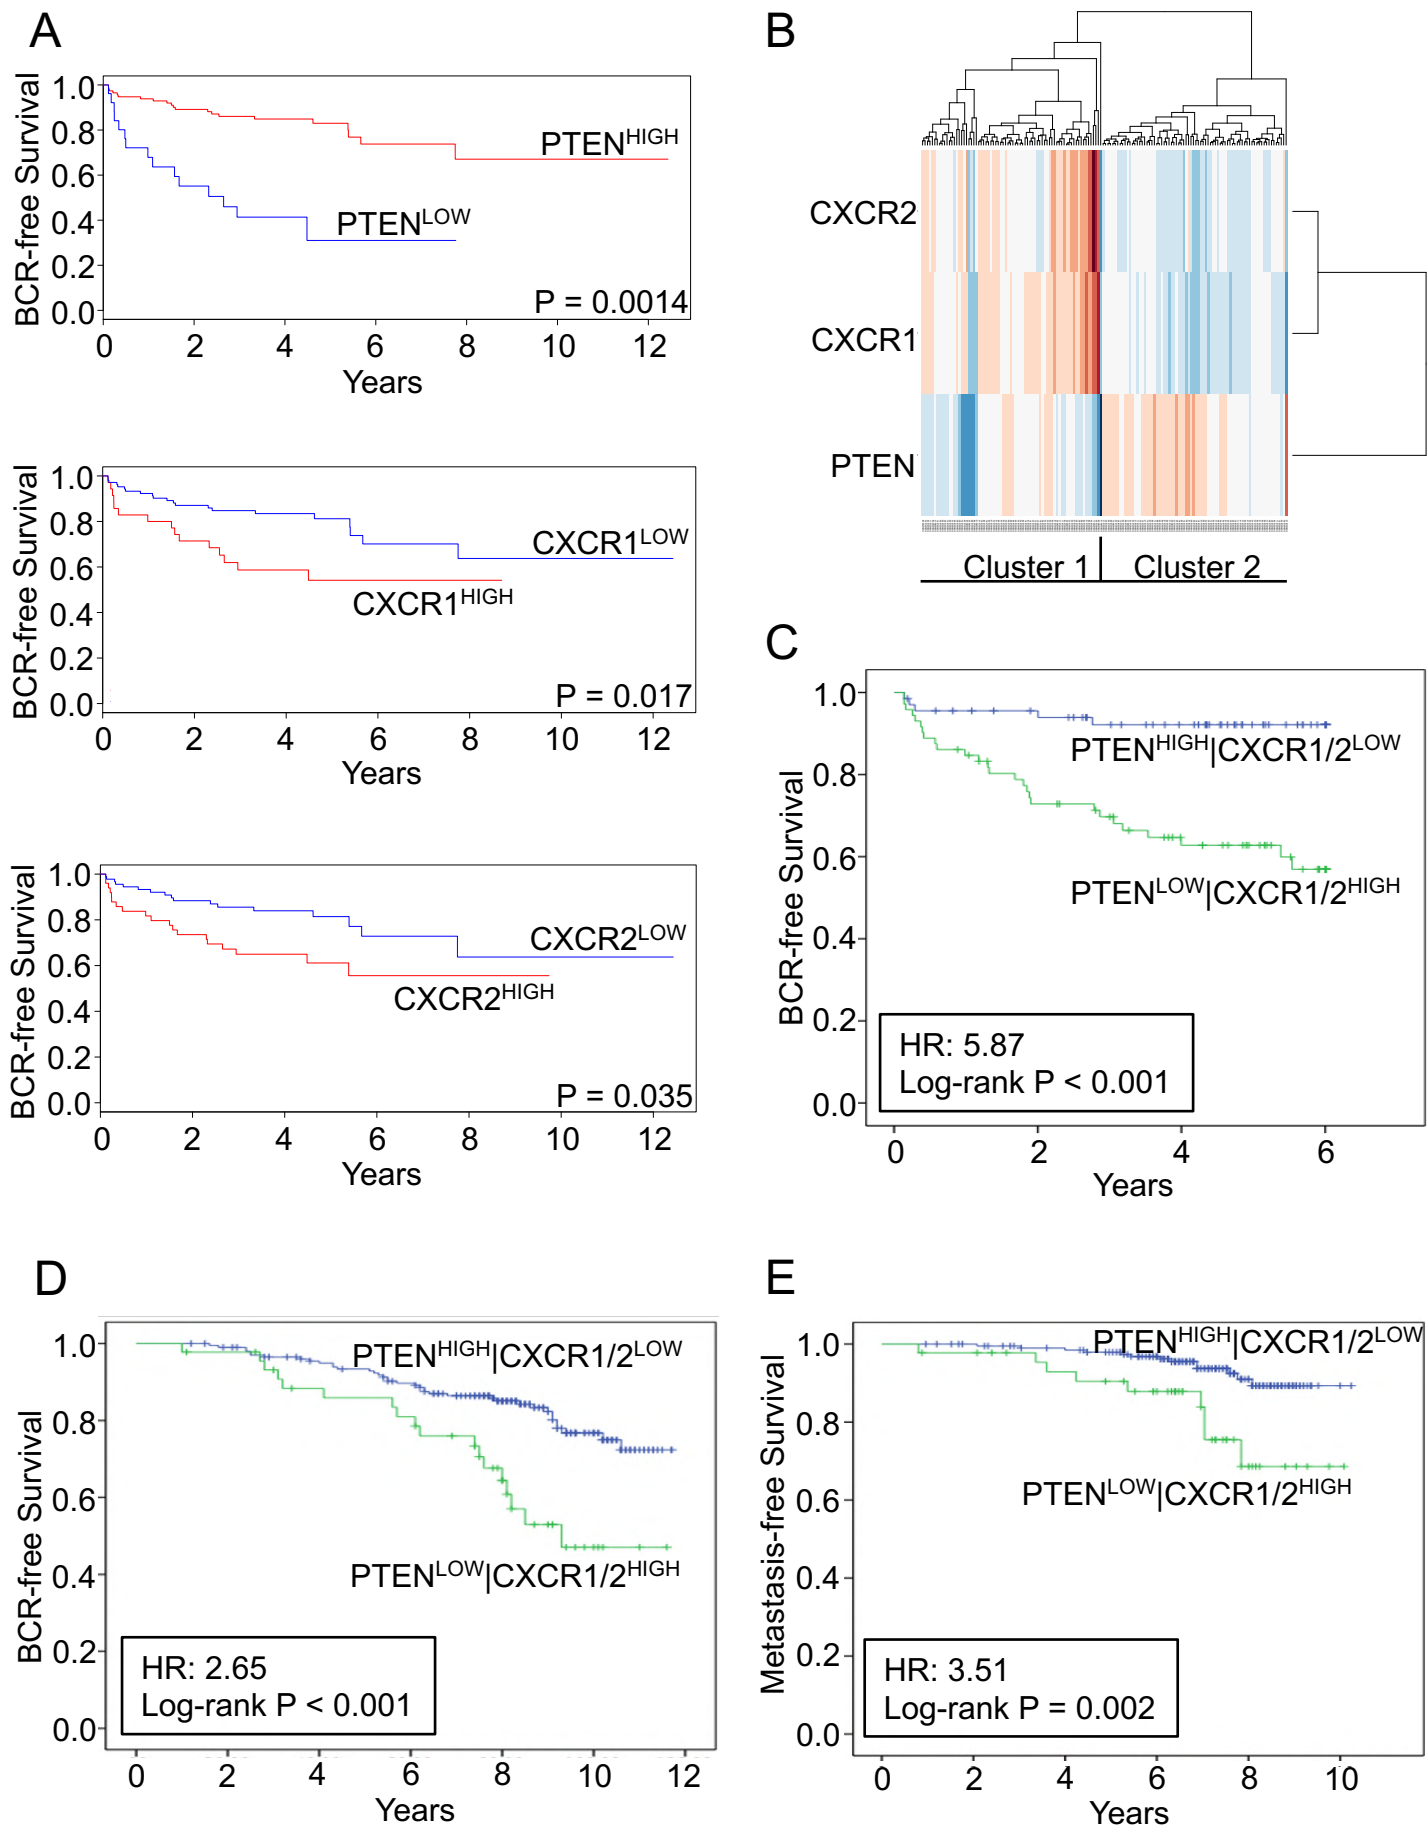 A
BCR-free Survival
1.0
0.8
0.6
0.4
0.2
0.0
PTENHIGH
PTENLOW
P = 0.0014
0 2 4 6 8 10 12
Years
BCR-free Survival
1.0
0.8
0.6
0.4
0.2
0.0
CXCR1LOW
CXCR1HIGH
P = 0.017
0 2 4 6 8 10 12
Years
BCR-free Survival
1.0
0.8
0.6
0.4
0.2
0.0
CXCR2LOW
CXCR2HIGH
P = 0.035
0 2 4 6 8 10 12
Years
B
CXCR2
CXCR1
PTEN
Cluster 1 Cluster 2
C
BCR-free Survival
1.0
0.8
0.6
0.4
0.2
0.0
PTENHIGH|CXCR1/2LOW
PTENLOW|CXCR1/2HIGH
HR: 5.87
Log-rank P < 0.001
0 2 4 6
Years
D
BCR-free Survival
1.0
0.8
0.6
0.4
0.2
0.0
PTENHIGH|CXCR1/2LOW
PTENLOW|CXCR1/2HIGH
HR: 2.65
Log-rank P < 0.001
0 2 4 6 8 10 12
Years
E
Metastasis-free Survival
1.0
0.8
0.6
0.4
0.2
0.0
PTENHIGH|CXCR1/2LOW
PTENLOW|CXCR1/2HIGH
HR: 3.51
Log-rank P = 0.002
0 2 4 6 8 10
Years